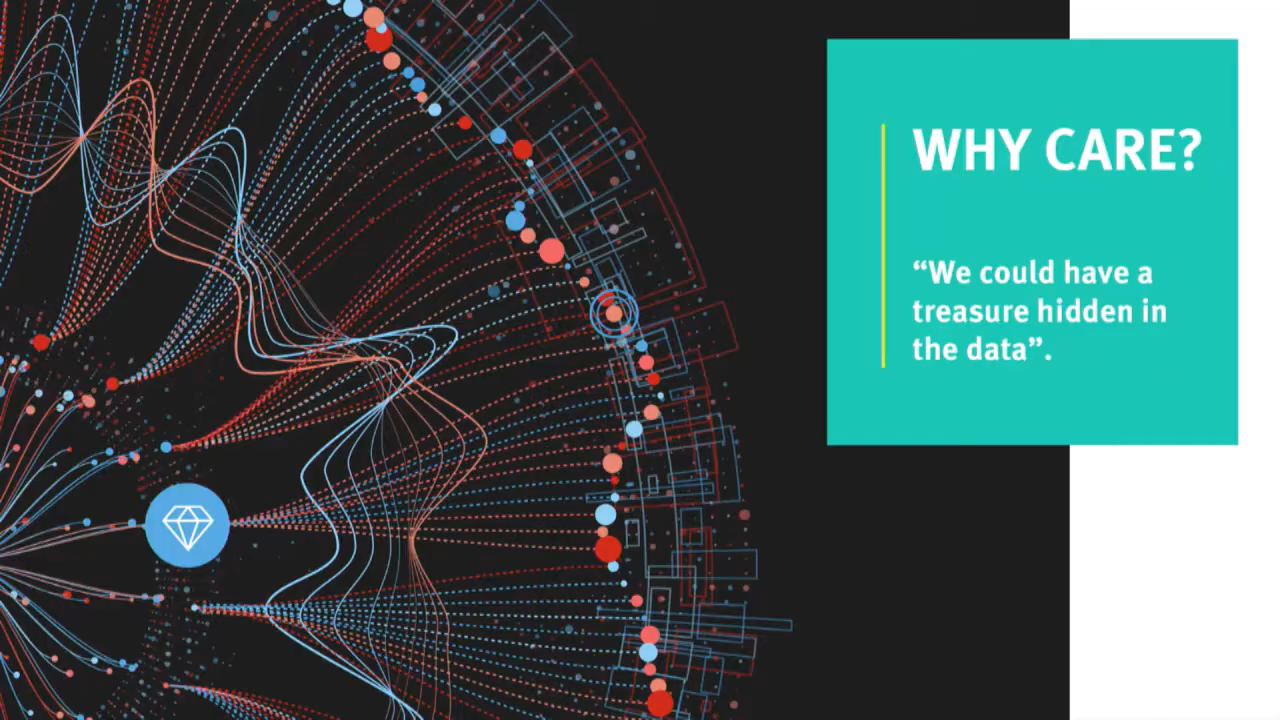 WHY CARE?
“We could have a
treasure hidden in
the data”.